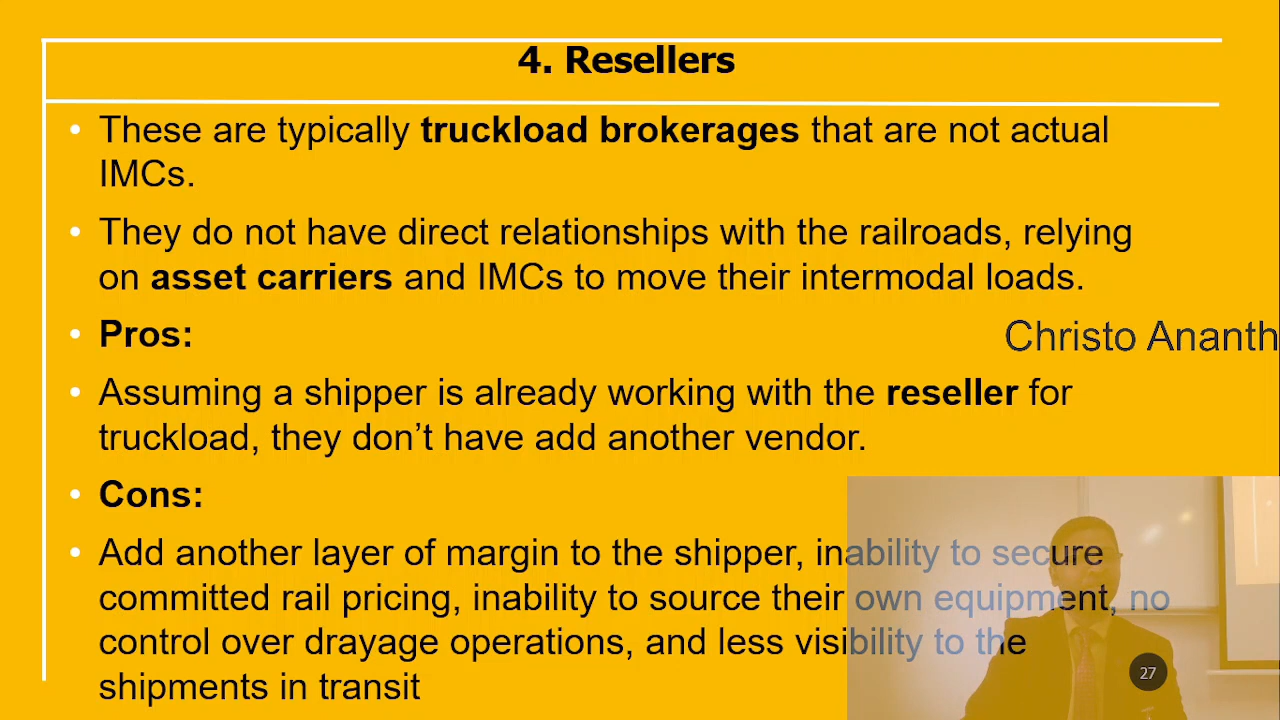 4. Resellers
• These are typically truckload brokerages that are not actual
IMCs.
• They do not have direct relationships with the railroads, relying
on asset carriers and IMCs to move their intermodal loads.
• Pros:
Christo Ananth
• Assuming a shipper is already working with the reseller for
truckload, they don’t have add another vendor.
• Cons:
• Add another layer of margin to the shipper, inability to secure
committed rail pricing, inability to source their own equipment, no
control over drayage operations, and less visibility to the
shipments in transit
27